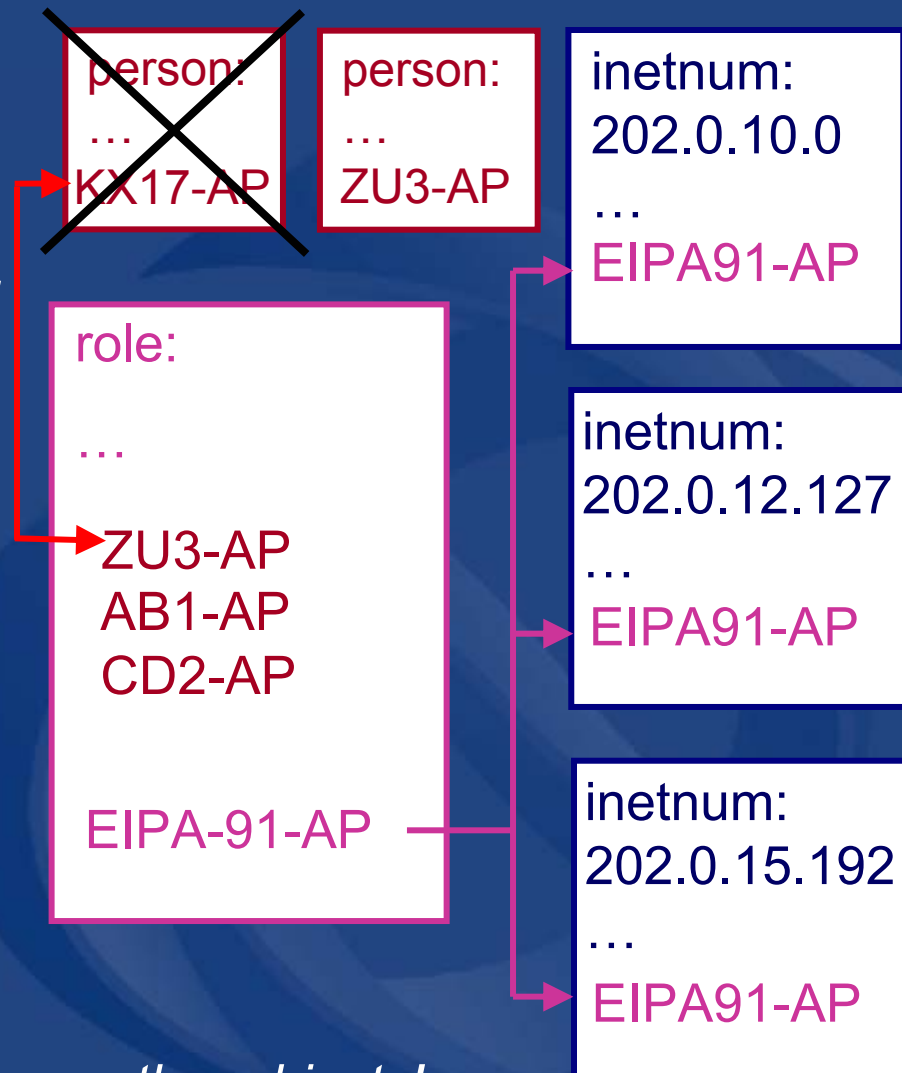 person:
…
KX17-AP
person:
…
ZU3-AP
inetnum:
202.0.10.0
…
EIPA91-AP
role:
…
ZU3-AP
AB1-AP
CD2-AP
EIPA-91-AP
inetnum:
202.0.12.127
…
EIPA91-AP
inetnum:
202.0.15.192
…
EIPA91-AP